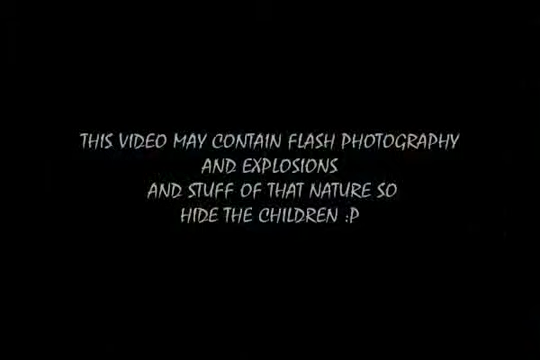 THIS VIDEO MAY CONTAIN FLASH PHOTOGRAPHY
AND EXPLOSIONS
AND STUFF OF THAT NATURE SO
HIDE THE CHILDREN :P